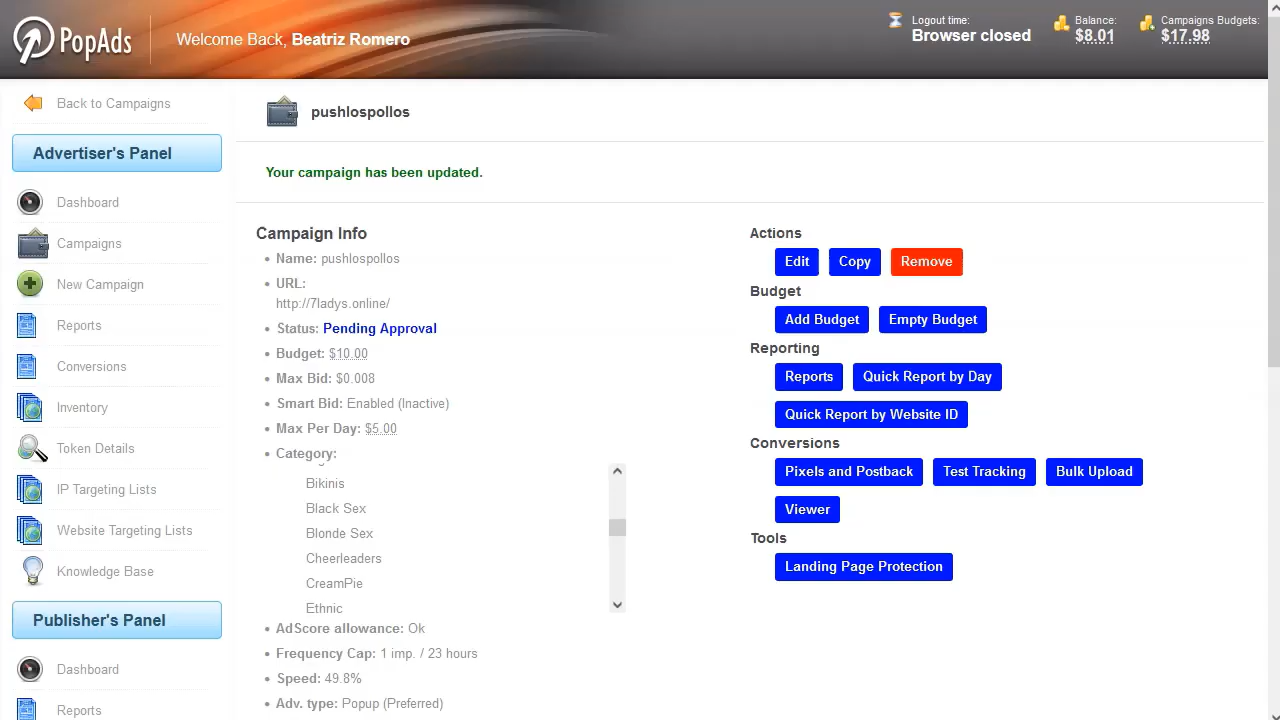 PopAds
Welcome Back, Beatriz Romero
Logout time:
Browser closed
Balance:
$8.01
Campaigns Budgets:
$17.98
Back to Campaigns
Advertiser's Panel
Dashboard
Campaigns
New Campaign
Reports
Conversions
Inventory
Token Details
IP Targeting Lists
Website Targeting Lists
Knowledge Base
Publisher's Panel
Dashboard
Reports
pushlospollos
Your campaign has been updated.
Campaign Info
Name: pushlospollos
URL:
http://7ladys.online/
Status: Pending Approval
Budget: $10.00
Max Bid: $0.008
Smart Bid: Enabled (Inactive)
Max Per Day: $5.00
Category:
Bikinis
Black Sex
Blonde Sex
Cheerleaders
CreamPie
Ethnic
AdScore allowance: Ok
Frequency Cap: 1 imp. / 23 hours
Speed: 49.8%
Adv. type: Popup (Preferred)
Actions
Edit Copy Remove
Budget
Add Budget Empty Budget
Reporting
Reports Quick Report by Day
Quick Report by Website ID
Conversions
Pixels and Postback Test Tracking Bulk Upload
Viewer
Tools
Landing Page Protection